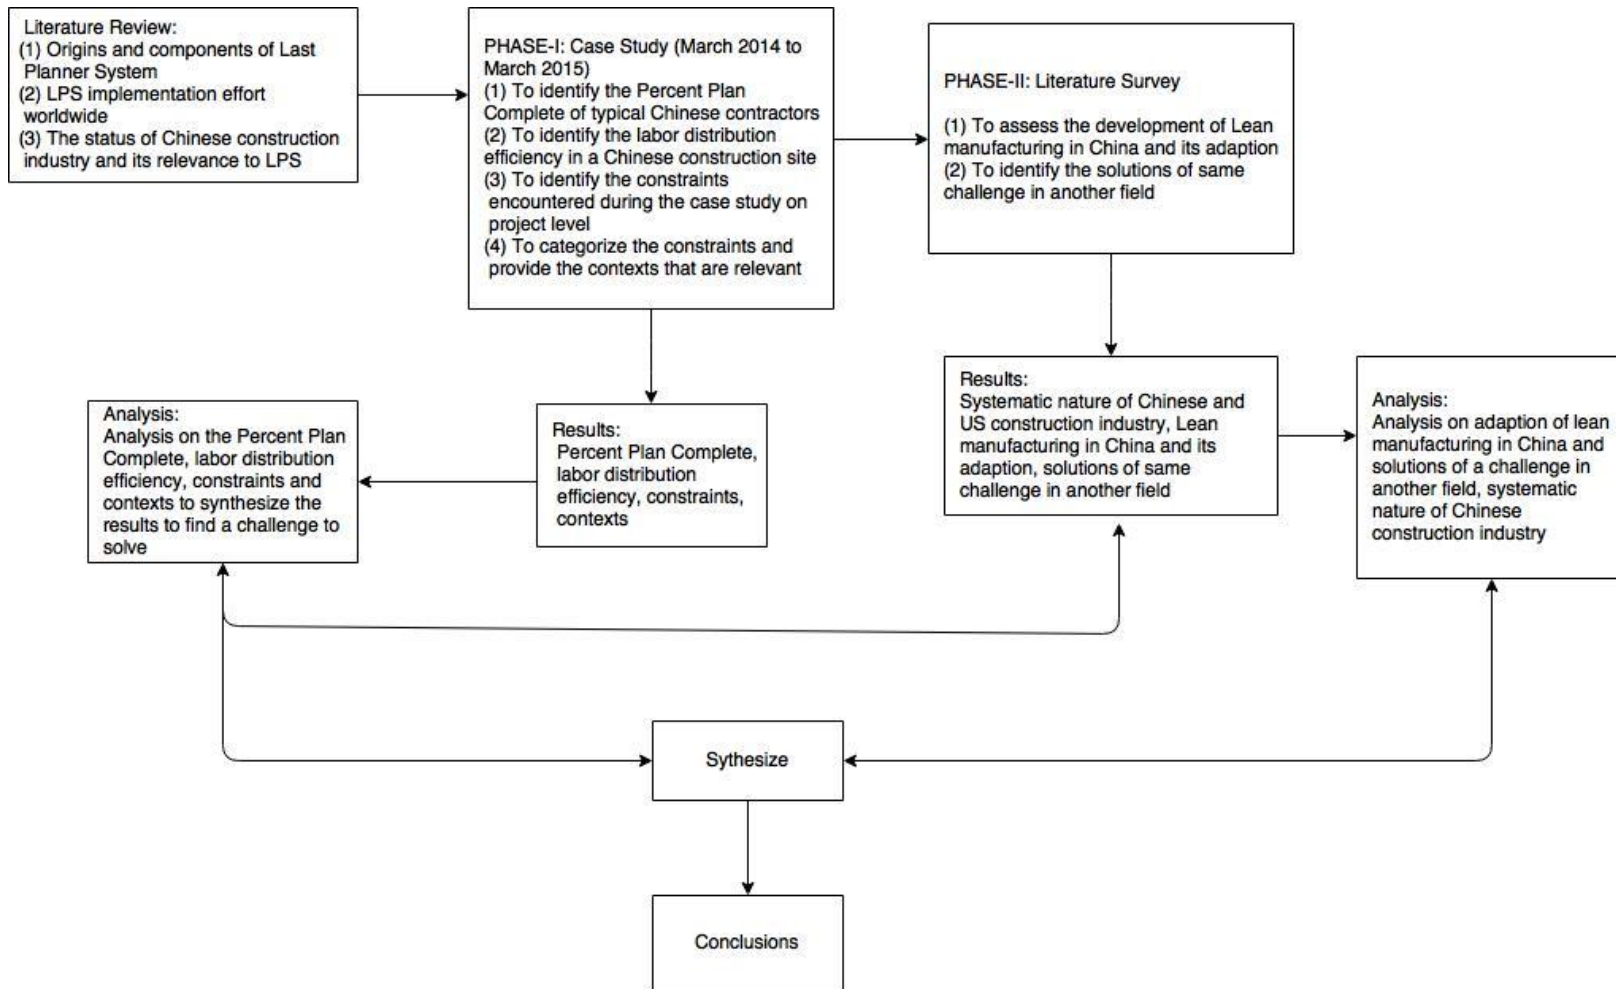 Literature Review:
(1) Origins and components of Last
Planner System
(2) LPS implementation effort
worldwide
(3) The status of Chinese construction
industry and its relevance to LPS
PHASE-I: Case Study (March 2014 to
March 2015)
(1) To identify the Percent Plan
Complete of typical Chinese contractors
(2) To identify the labor distribution
efficiency in a Chinese construction site
(3) To identify the constraints
encountered during the case study on
project level
(4) To categorize the constraints and
provide the contexts that are relevant
PHASE-II: Literature Survey
(1) To assess the development of Lean
manufacturing in China and its adaption
(2) To identify the solutions of same
challenge in another field
Analysis:
Analysis on the Percent Plan
Complete, labor distribution
efficiency, constraints and
contexts to synthesize the
results to find a challenge to
solve
Results:
Percent Plan Complete,
labor distribution
efficiency, constraints,
contexts
Results:
Systematic nature of Chinese and
US construction industry, Lean
manufacturing in China and its
adaption, solutions of same
challenge in another field
Analysis:
Analysis on adaption of lean
manufacturing in China and
solutions of a challenge in
another field, systematic
nature of Chinese
construction industry
Sythesize
Conclusions